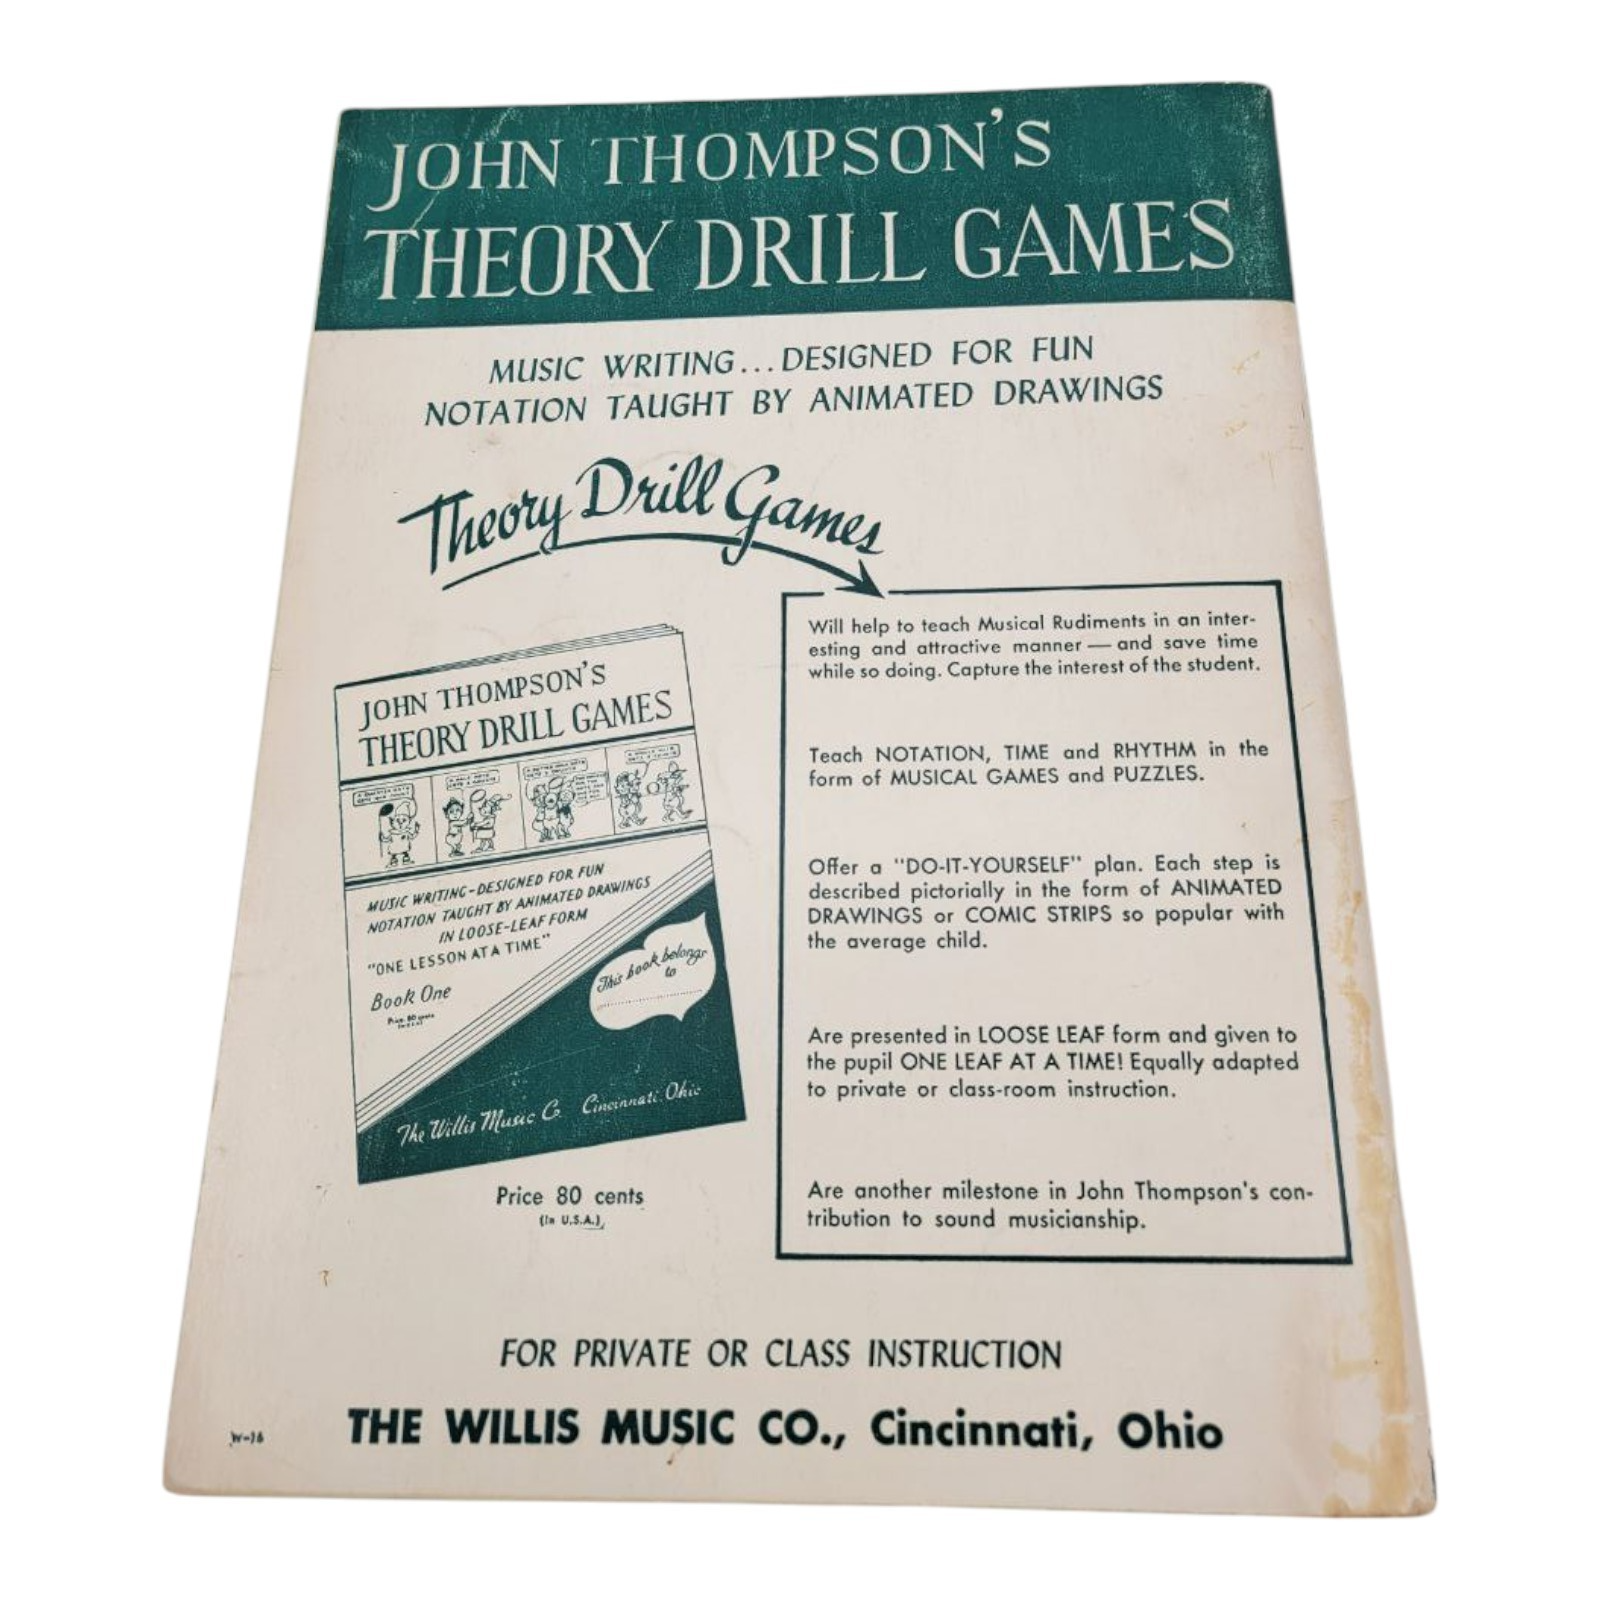 JOHN THOMPSON'S
THEORY DRILL GAMES
MUSIC WRITING...DESIGNED FOR FUN
NOTATION TAUGHT BY ANIMATED DRAWINGS
Theory Drill Games
JOHN THOMPSON'S
THEORY DRILL GAMES
MUSIC WRITING-DESIGNED FOR FUN
NOTATION TAUGHT BY ANIMATED DRAWINGS
IN LOOSE-LEAF FORM
"ONE LESSON AT A TIME"
Book One
Price 80 cents
(In U.S.A.)
This book belongs
to
The Willis Music Co. Cincinnati, Ohio
Price 80 cents
(In U.S.A.)
Will help to teach Musical Rudiments in an inter-
esting and attractive manner — and save time
while so doing. Capture the interest of the student.
Teach NOTATION, TIME and RHYTHM in the
form of MUSICAL GAMES and PUZZLES.
Offer a "DO-IT-YOURSELF" plan. Each step is
described pictorially in the form of ANIMATED
DRAWINGS or COMIC STRIPS so popular with
the average child.
Are presented in LOOSE LEAF form and given to
the pupil ONE LEAF AT A TIME! Equally adapted
to private or class-room instruction.
Are another milestone in John Thompson's con-
tribution to sound musicianship.
FOR PRIVATE OR CLASS INSTRUCTION
W-16
THE WILLIS MUSIC CO., Cincinnati, Ohio